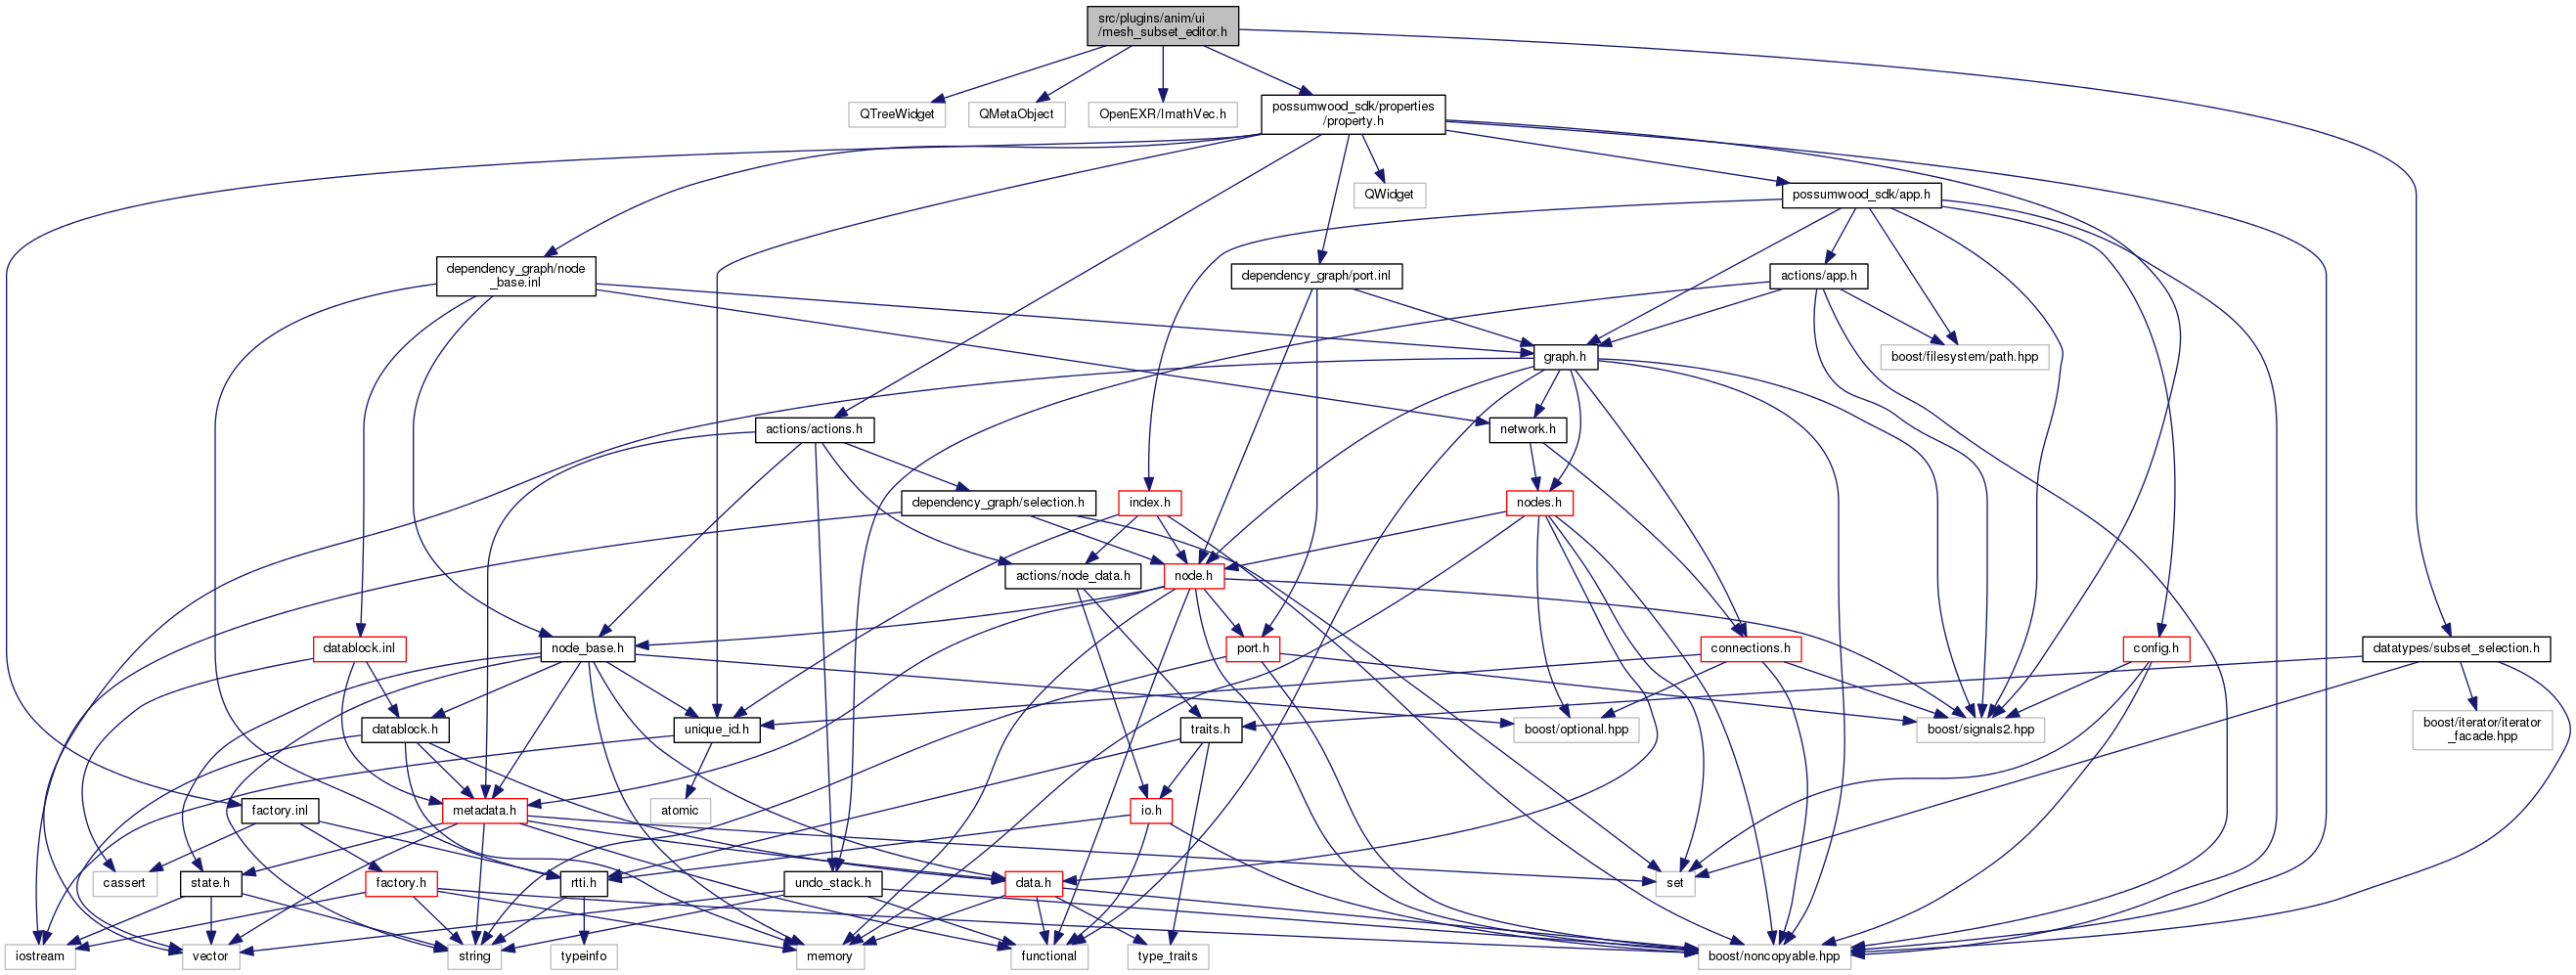 src/plugins/anim/ui
/mesh_subset_editor.h
QTreeWidget
QMetaObject
OpenEXR/ImathVec.h
possumwood_sdk/properties
/property.h
QWidget
possumwood_sdk/app.h
dependency_graph/node
_base.inl
dependency_graph/port.inl
actions/app.h
graph.h
boost/filesystem/path.hpp
actions/actions.h
network.h
dependency_graph/selection.h
index.h
nodes.h
actions/node_data.h
node.h
datablock.inl
node_base.h
port.h
connections.h
config.h
datatypes/subset_selection.h
datablock.h
unique_id.h
traits.h
boost/optional.hpp
boost/signals2.hpp
boost/iterator/iterator
_facade.hpp
factory.inl
metadata.h
atomic
io.h
cassert
state.h
factory.h
rtti.h
undo_stack.h
data.h
set
iostream
vector
string
typeinfo
memory
functional
type_traits
boost/noncopyable.hpp